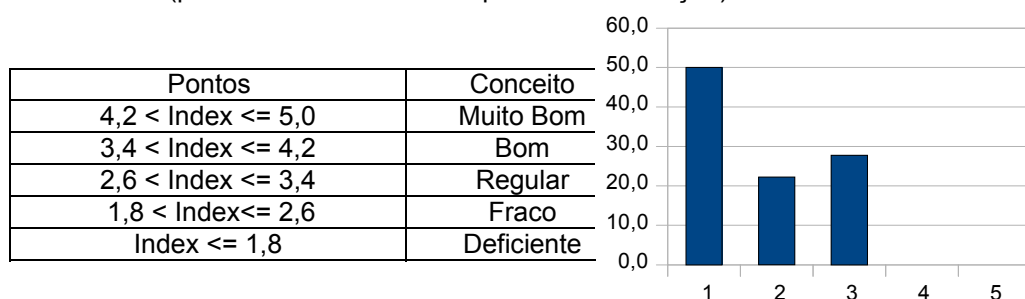 Pontos Conceito
4,2 < Index <= 5,0 Muito Bom
3,4 < Index <= 4,2 Bom
2,6 < Index <= 3,4 Regular
1,8 < Index<= 2,6 Fraco
Index <= 1,8 Deficiente
60,0
50,0
40,0
30,0
20,0
10,0
0,0
1 2 3 4 5